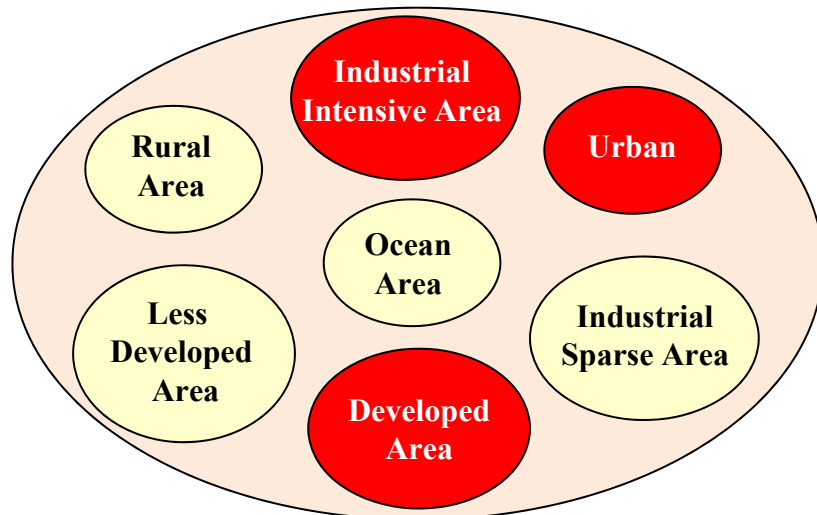 Industrial
Intensive Area
Urban
Rural
Area
Ocean
Area
Less
Developed
Area
Industrial
Sparse Area
Developed
Area